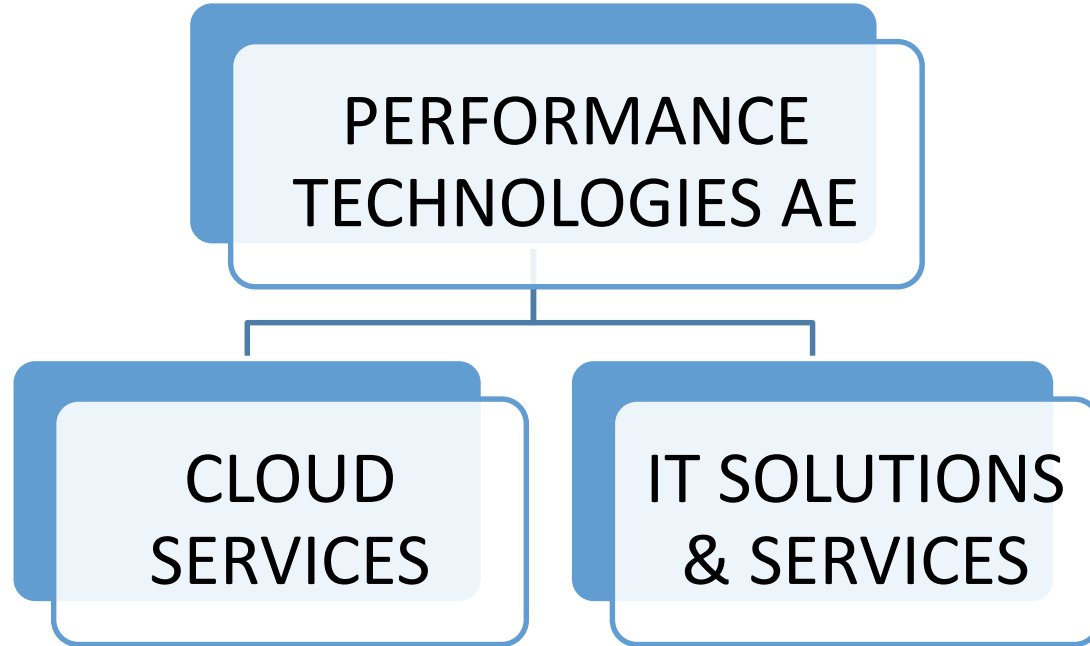 PERFORMANCE
TECHNOLOGIES AE
CLOUD
SERVICES
IT SOLUTIONS
& SERVICES